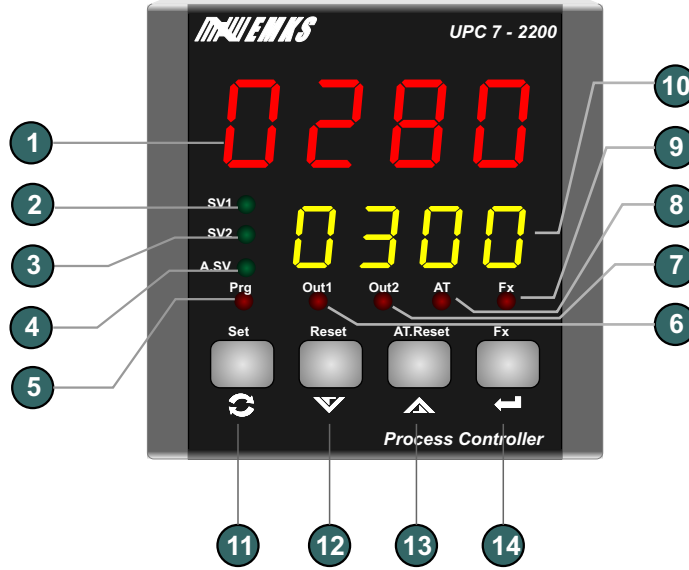 EMKS UPC 7 - 2200
0280
10
1
9
SV1
2
8
0300
SV2
3
7
A.SV
4
Prg Out1 Out2 AT Fx
6
Set Reset AT.Reset Fx
5
Process Controller
11 12 13 14